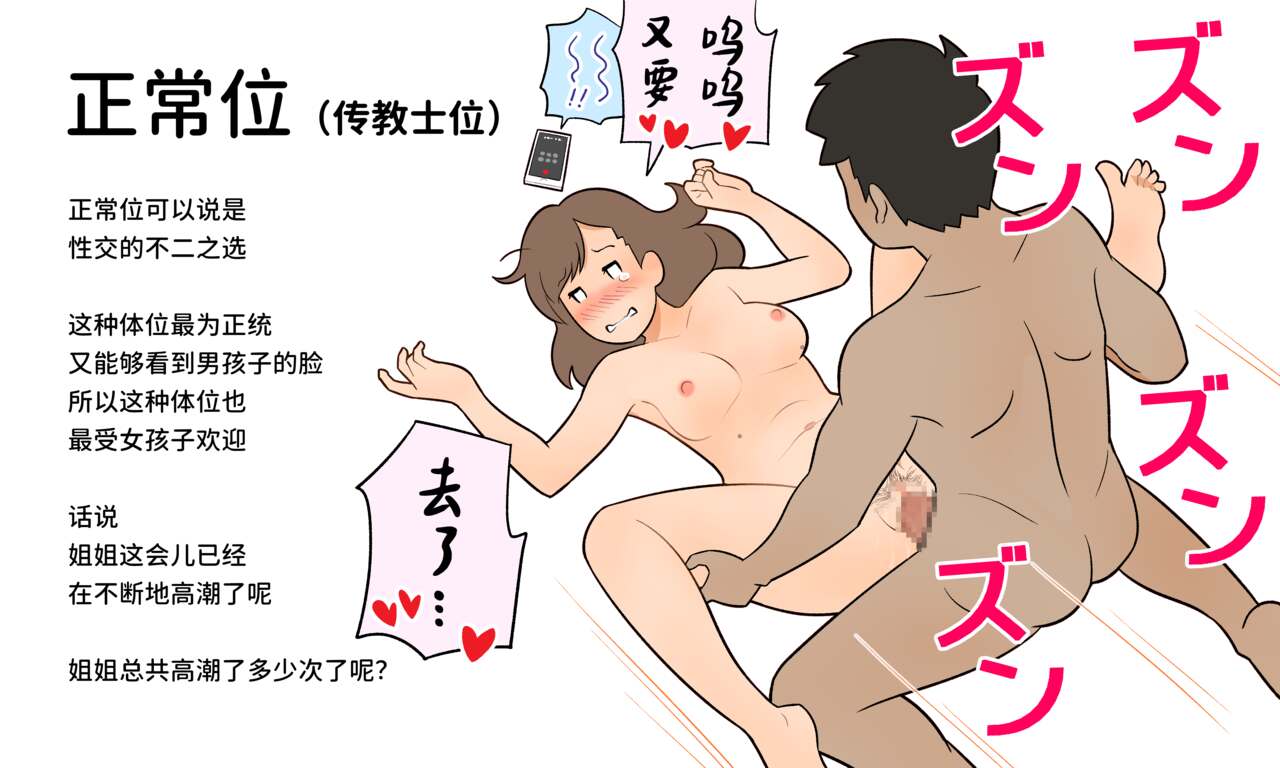 正常位（传教士位）
正常位可以说是
性交的不二之选
这种体位最为正统
又能够看到男孩子的脸
所以这种体位也
最受女孩子欢迎
话说
姐姐这会儿已经
在不断地高潮了呢
姐姐总共高潮了多少次了呢？
呜呜
又要
去了…
!!
ズン
ズン
ズン
ズン